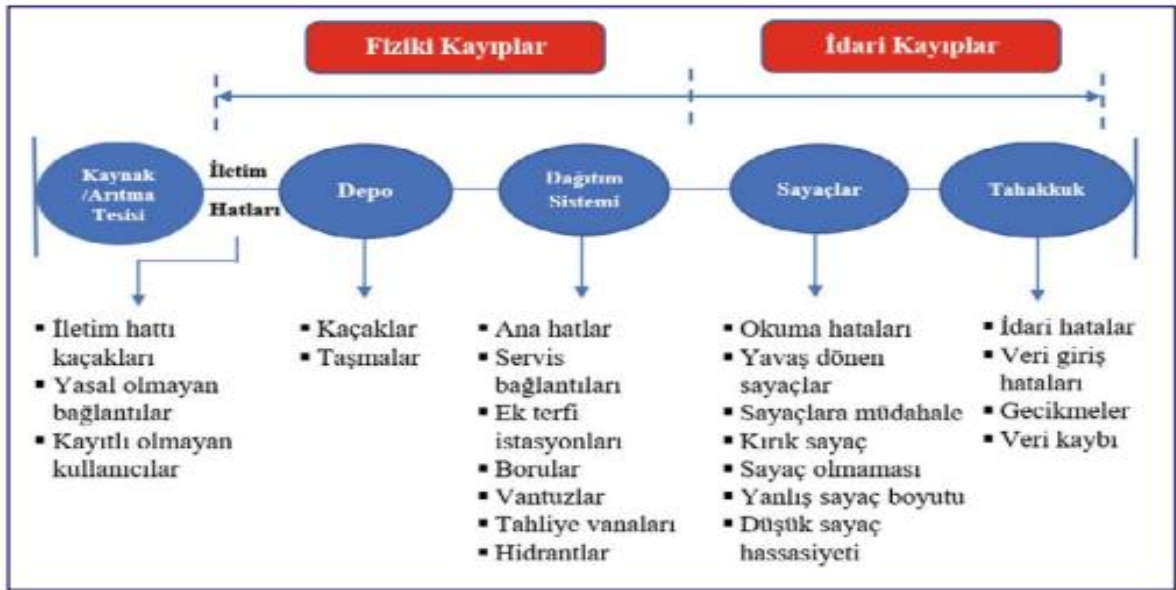 Fiziki Kayıplar
İdari Kayıplar
Kaynak
/Arıtma
Tesisi
İletim
Hatları
Depo
Dağıtım
Sistemi
Sayaçlar
Tahakkuk
▪ İletim hattı
kaçakları
▪ Yasal olmayan
bağlantılar
▪ Kayıtlı olmayan
kullanıcılar
▪ Kaçaklar
▪ Taşmalar
▪ Ana hatlar
▪ Servis
bağlantıları
▪ Ek terfi
istasyonları
▪ Borular
▪ Vantuzlar
▪ Tahliye vanaları
▪ Hidrantlar
▪ Okuma hataları
▪ Yavaş dönen
sayaçlar
▪ Sayaçlara müdahale
▪ Kırık sayaç
▪ Sayaç olmaması
▪ Yanlış sayaç boyutu
▪ Düşük sayaç
hassasiyeti
▪ İdari hatalar
▪ Veri giriş
hataları
▪ Gecikmeler
▪ Veri kaybı